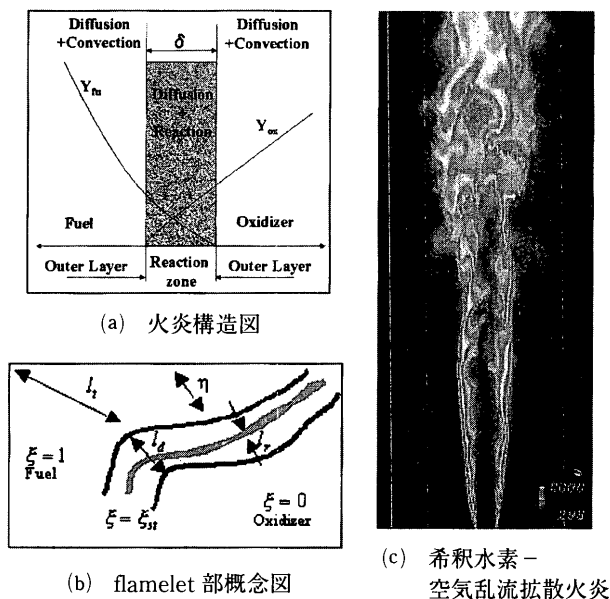 Diffusion
+Convection
δ
Diffusion
+Convection
Y_fu
Diffusion
+
Reaction
Y_ox
Fuel
Oxidizer
Outer Layer
Reaction
zone
Outer Layer
(a) 火炎構造図
l_t
η
l_d
l_r
ξ=1
Fuel
ξ=ξ_st
ξ=0
Oxidizer
(b) flamelet 部概念図
2000
298
(c) 希釈水素－
空気乱流拡散火炎